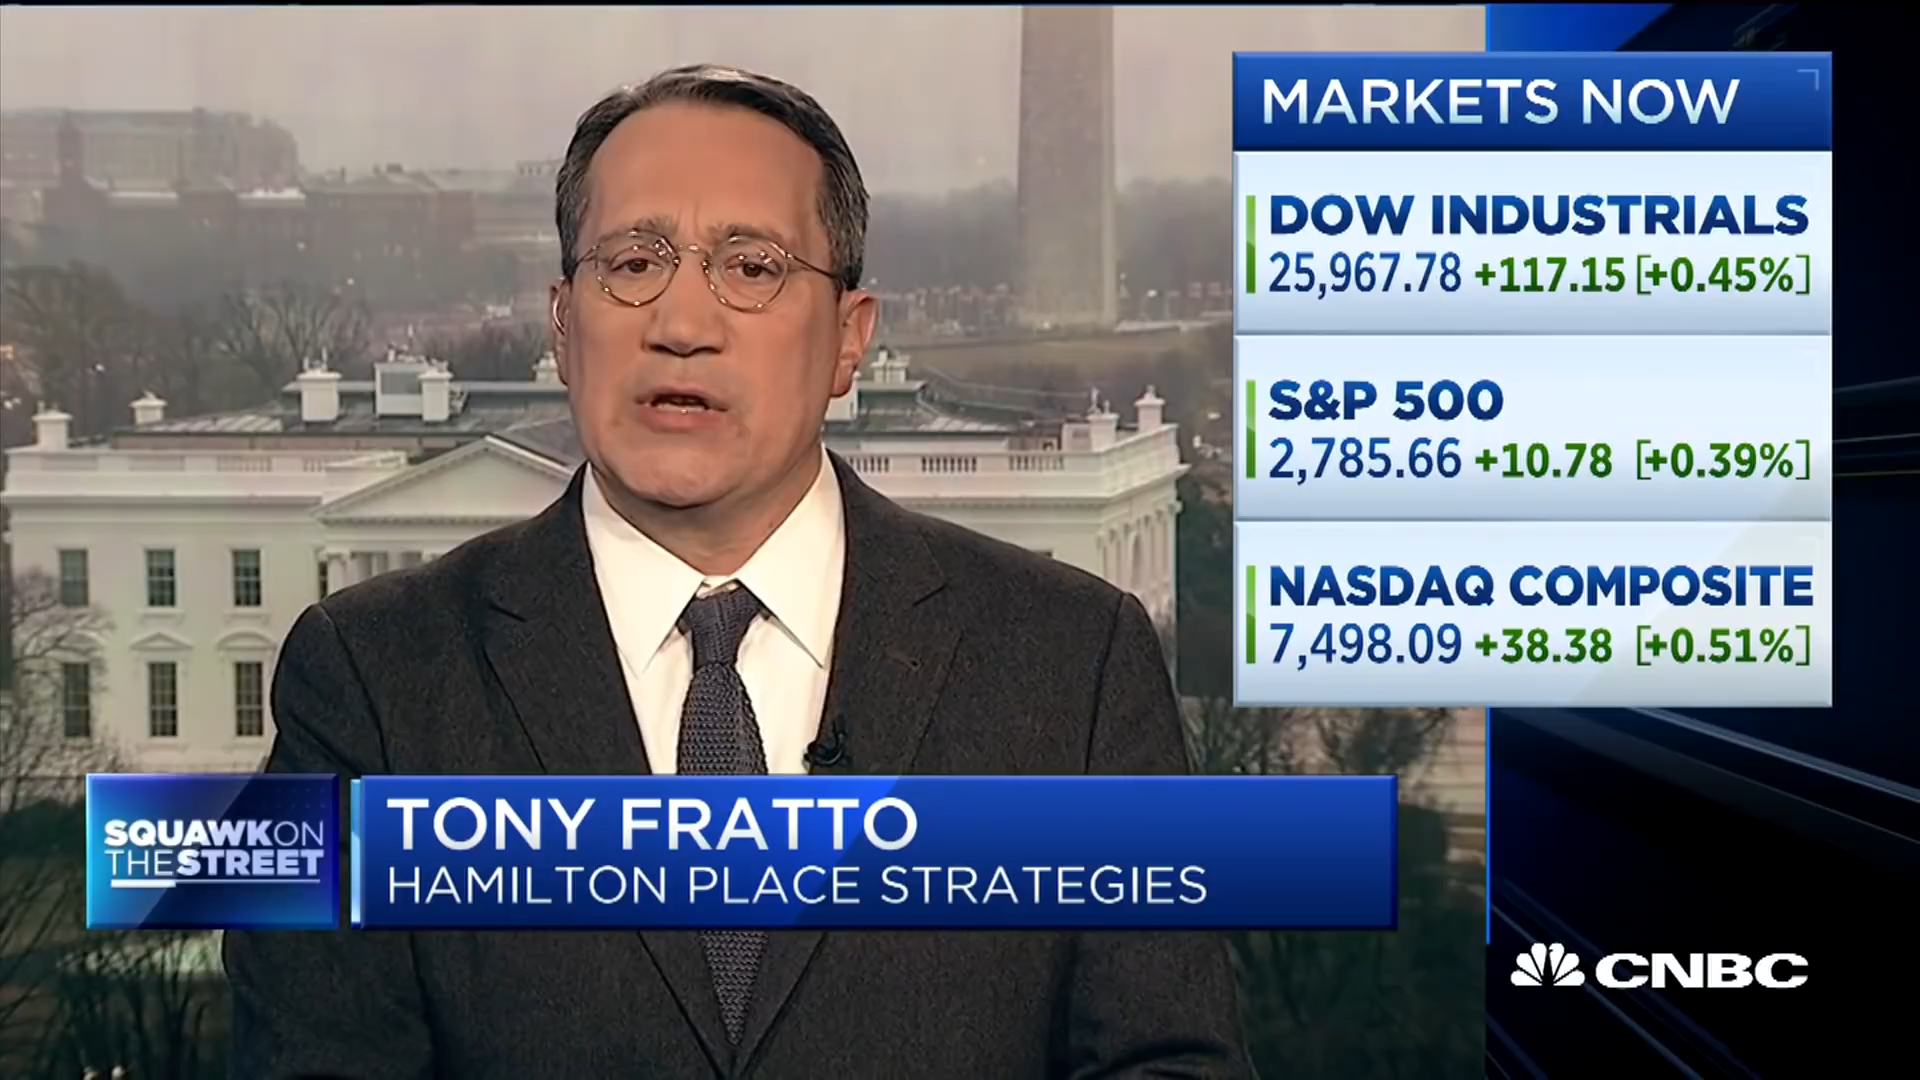 MARKETS NOW
DOW INDUSTRIALS
25,967.78 +117.15 [+0.45%]
S&P 500
2,785.66 +10.78 [+0.39%]
NASDAQ COMPOSITE
7,498.09 +38.38 [+0.51%]
SQUAWK ON
THE STREET
TONY FRATTO
HAMILTON PLACE STRATEGIES
CNBC